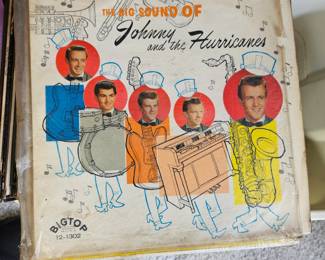 THE BIG SOUND OF
Johnny
and the Hurricanes
BIGTOP
12-1302